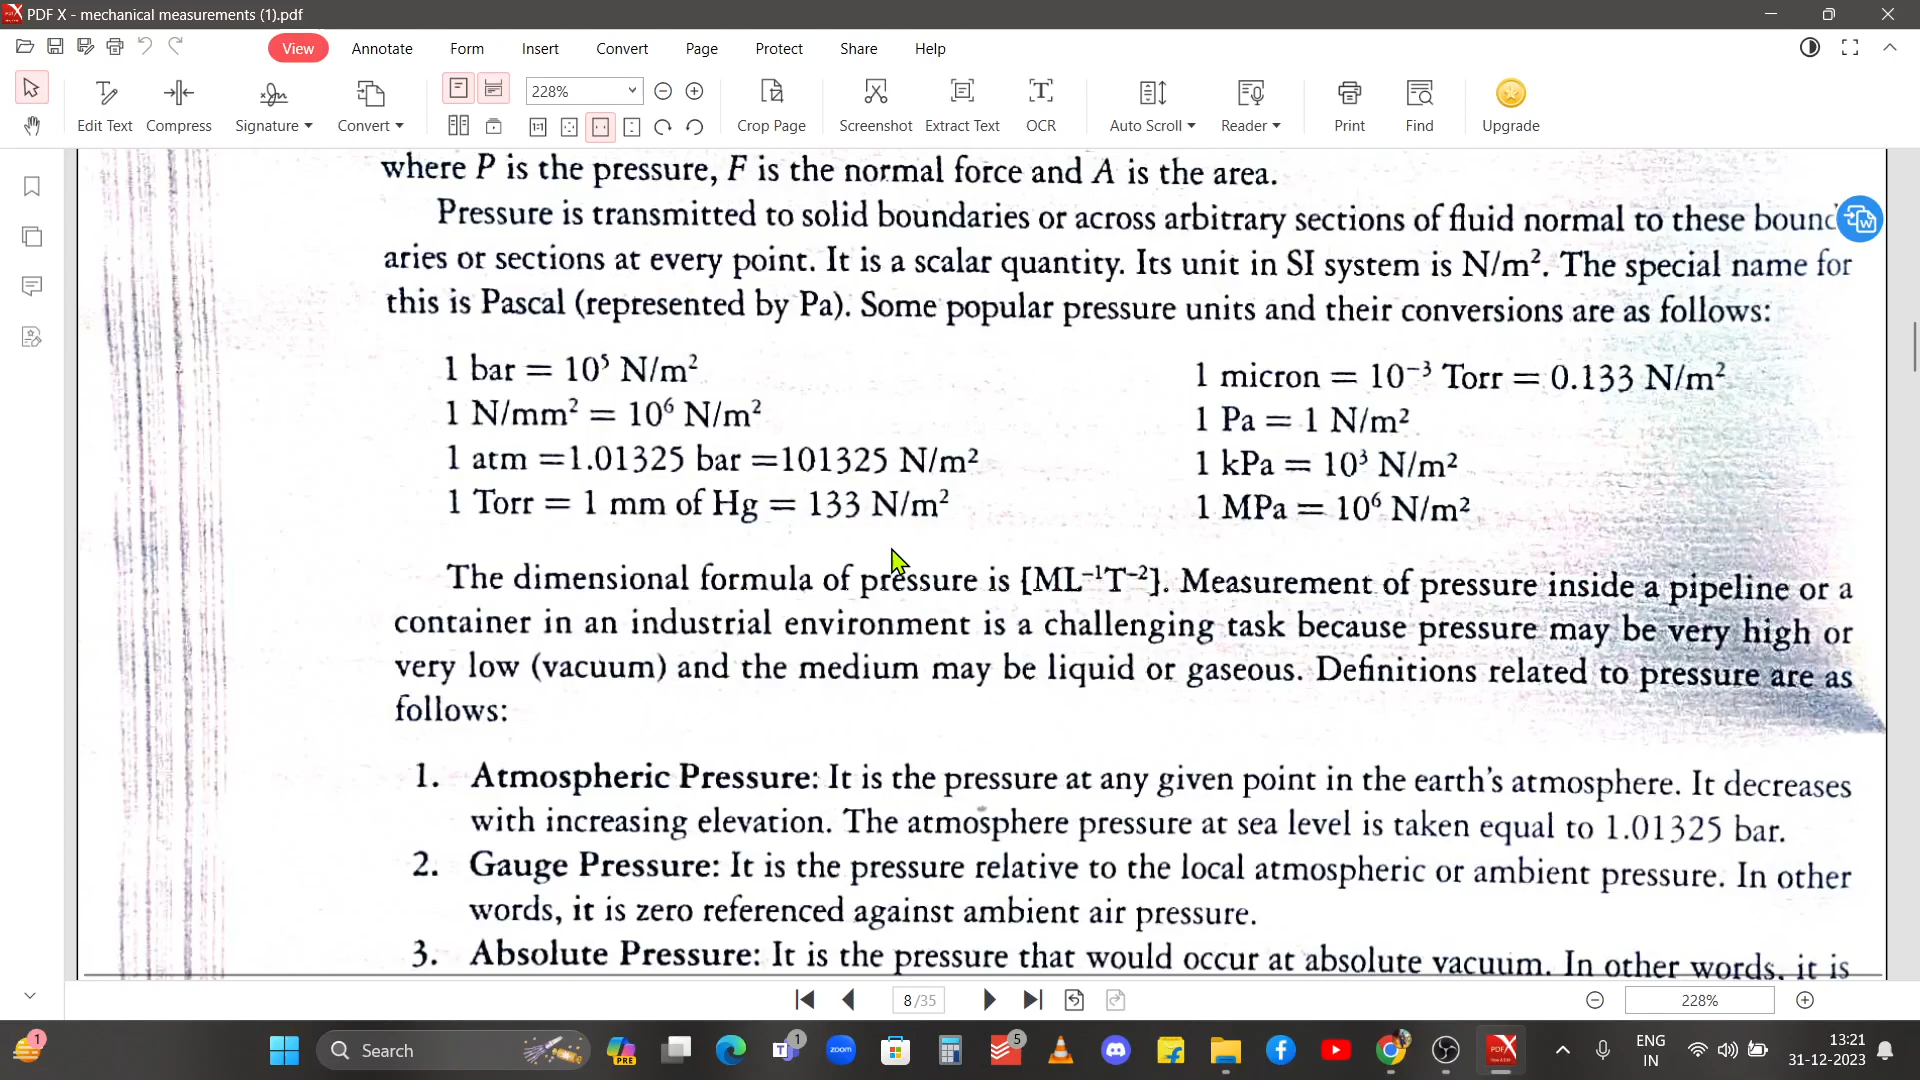 PDF X - mechanical measurements (1).pdf
View Annotate Form Insert Convert Page Protect Share Help
228%
Edit Text Compress Signature Convert Crop Page Screenshot Extract Text OCR Auto Scroll Reader Print Find Upgrade
where P is the pressure, F is the normal force and A is the area.
Pressure is transmitted to solid boundaries or across arbitrary sections of fluid normal to these bound
aries or sections at every point. It is a scalar quantity. Its unit in SI system is N/m². The special name for
this is Pascal (represented by Pa). Some popular pressure units and their conversions are as follows:
1 bar = 10⁵ N/m²
1 N/mm² = 10⁶ N/m²
1 atm =1.01325 bar =101325 N/m²
1 Torr = 1 mm of Hg = 133 N/m²
1 micron = 10⁻³ Torr = 0.133 N/m²
1 Pa = 1 N/m²
1 kPa = 10³ N/m²
1 MPa = 10⁶ N/m²
The dimensional formula of pressure is [ML⁻¹T⁻²]. Measurement of pressure inside a pipeline or a
container in an industrial environment is a challenging task because pressure may be very high or
very low (vacuum) and the medium may be liquid or gaseous. Definitions related to pressure are as
follows:
1. Atmospheric Pressure: It is the pressure at any given point in the earth's atmosphere. It decreases
with increasing elevation. The atmosphere pressure at sea level is taken equal to 1.01325 bar.
2. Gauge Pressure: It is the pressure relative to the local atmospheric or ambient pressure. In other
words, it is zero referenced against ambient air pressure.
3. Absolute Pressure: It is the pressure that would occur at absolute vacuum. In other words, it is
8 /35
228%
1
Search
PRE
1
zoom
5
PDFX
ENG
IN
13:21
31-12-2023